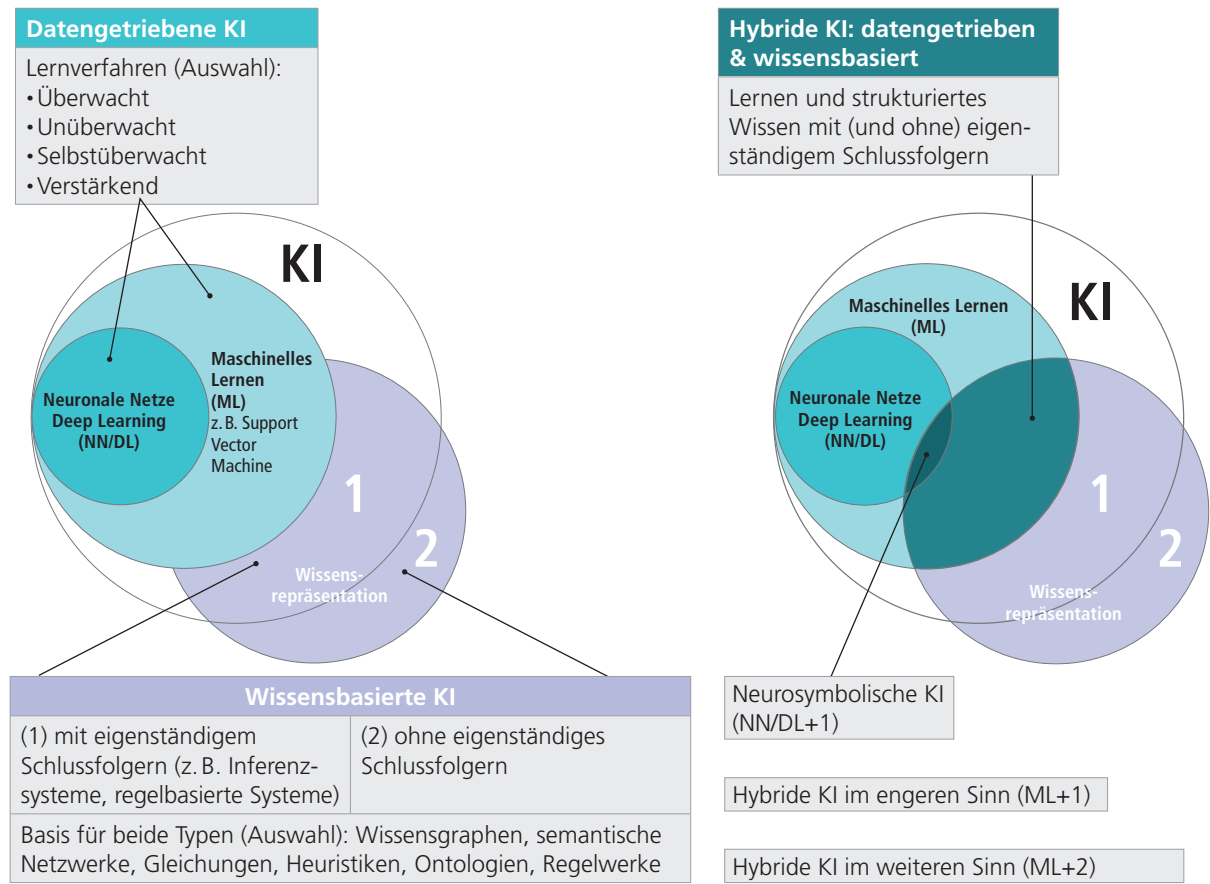 Datengetriebene KI
Lernverfahren (Auswahl):
• Überwacht
• Unüberwacht
• Selbstüberwacht
• Verstärkend
KI
Maschinelles
Lernen
(ML)
z. B. Support
Vector
Machine
Neuronale Netze
Deep Learning
(NN/DL)
1
2
Wissens-
repräsentation
Wissensbasierte KI
(1) mit eigenständigem
Schlussfolgern (z. B. Inferenz-
systeme, regelbasierte Systeme)
(2) ohne eigenständiges
Schlussfolgern
Basis für beide Typen (Auswahl): Wissensgraphen, semantische
Netzwerke, Gleichungen, Heuristiken, Ontologien, Regelwerke
Hybride KI: datengetrieben
& wissensbasiert
Lernen und strukturiertes
Wissen mit (und ohne) eigen-
ständigem Schlussfolgern
KI
Maschinelles Lernen
(ML)
Neuronale Netze
Deep Learning
(NN/DL)
1
2
Wissens-
repräsentation
Neurosymbolische KI
(NN/DL+1)
Hybride KI im engeren Sinn (ML+1)
Hybride KI im weiteren Sinn (ML+2)